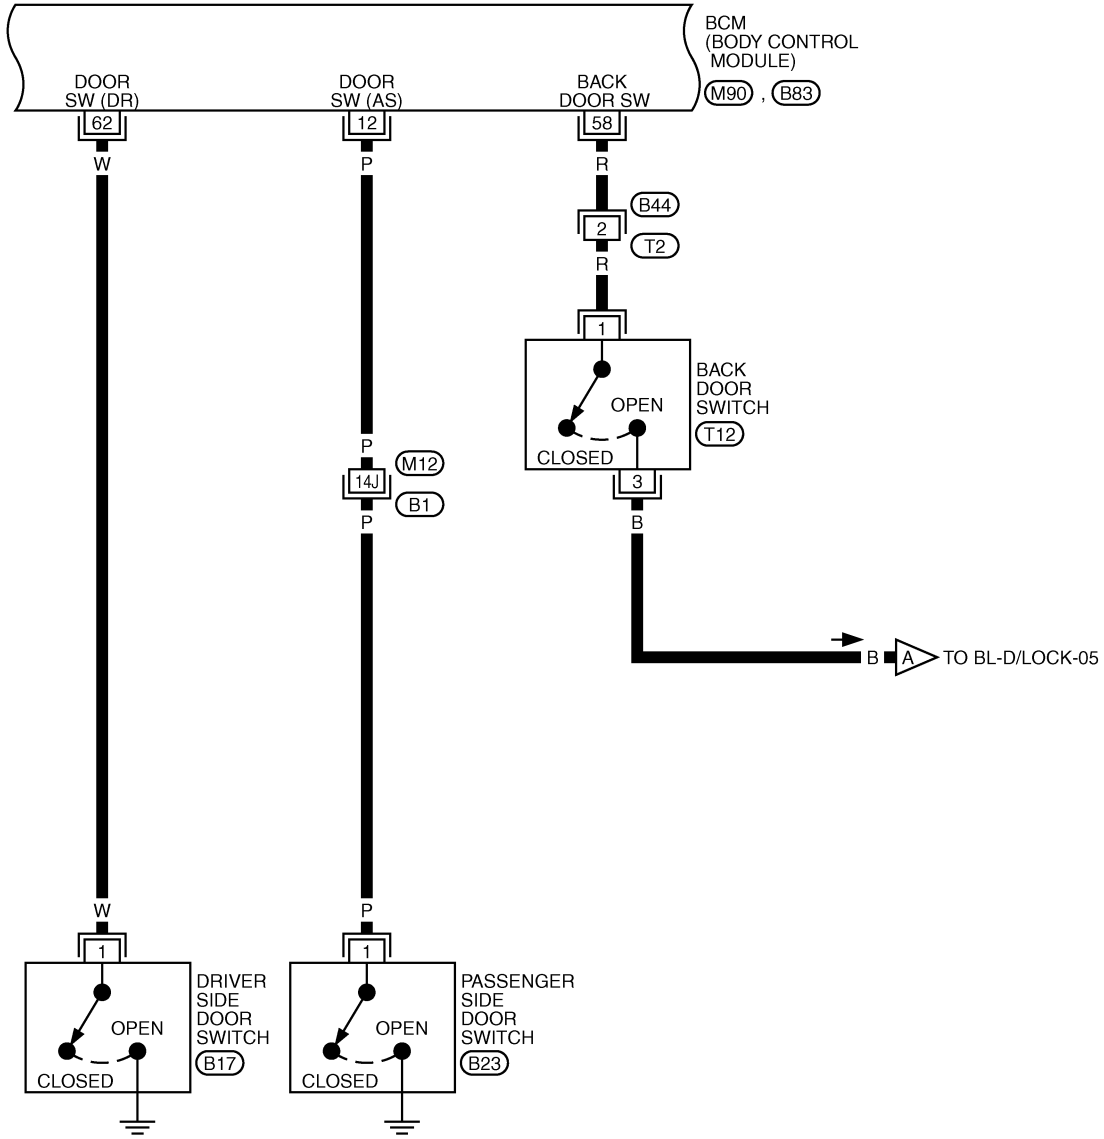 BCM
(BODY CONTROL
MODULE)
M90 , B83
DOOR
SW (DR)
DOOR
SW (AS)
BACK
DOOR SW
62
12
58
W
P
R
B44
2
T2
R
1
BACK
DOOR
SWITCH
T12
OPEN
CLOSED
3
B
P
M12
14J
B1
P
B
A
TO BL-D/LOCK-05
W
P
1
1
DRIVER
SIDE
DOOR
SWITCH
B17
OPEN
CLOSED
PASSENGER
SIDE
DOOR
SWITCH
B23
OPEN
CLOSED